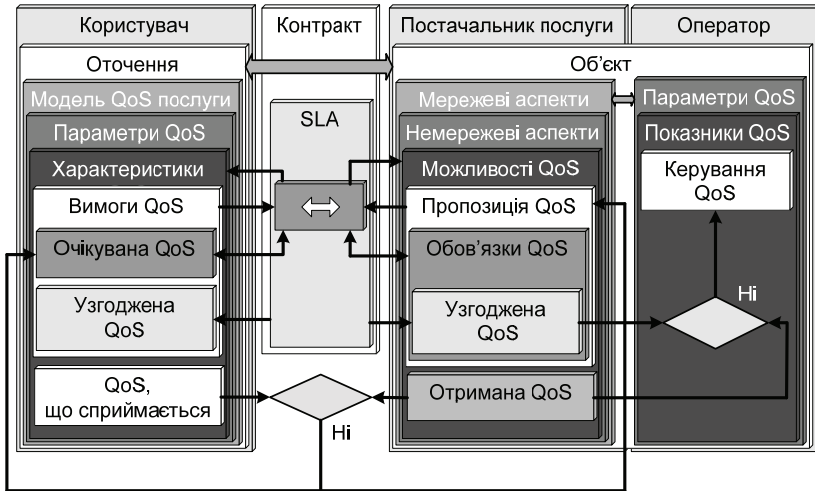 Користувач
Контракт
Постачальник послуги
Оператор
Оточення
Об'єкт
Модель QoS послуги
Параметри QoS
Характеристики
Вимоги QoS
Очікувана QoS
Узгоджена
QoS
QoS,
що сприймається
SLA
Ні
Мережеві аспекти
Немережеві аспекти
Можливості QoS
Пропозиція QoS
Обов'язки QoS
Узгоджена
QoS
Отримана QoS
Параметри QoS
Показники QoS
Керування
QoS
Ні